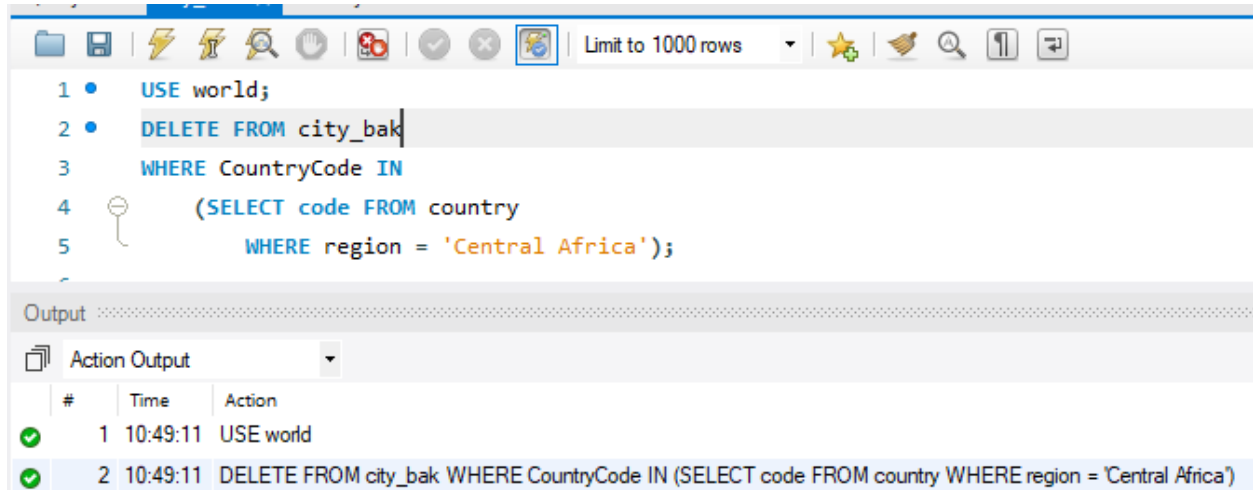 Limit to 1000 rows
1 USE world;
2 DELETE FROM city_bak
3 WHERE CountryCode IN
4 (SELECT code FROM country
5 WHERE region = 'Central Africa');
Output
Action Output
# Time Action
1 10:49:11 USE world
2 10:49:11 DELETE FROM city_bak WHERE CountryCode IN (SELECT code FROM country WHERE region = 'Central Africa')